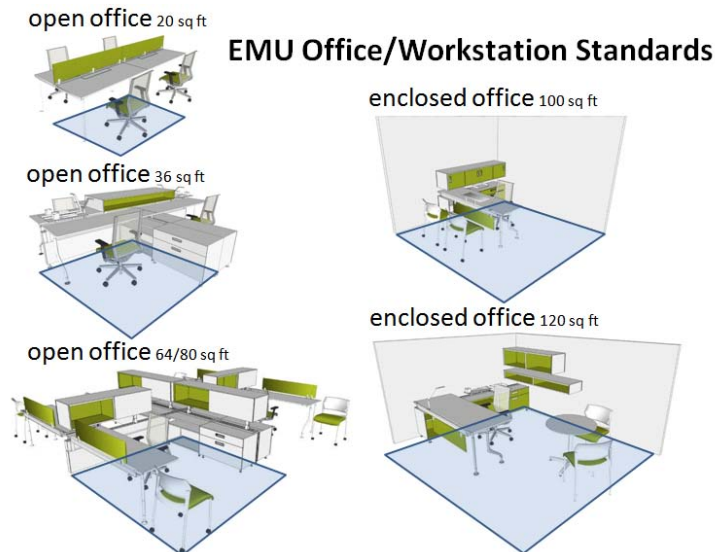 open office 20 sq ft
EMU Office/Workstation Standards
enclosed office 100 sq ft
open office 36 sq ft
enclosed office 120 sq ft
open office 64/80 sq ft